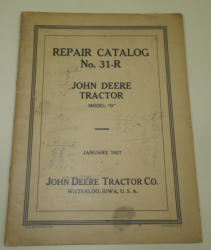 REPAIR CATALOG
No. 31-R
JOHN DEERE
TRACTOR
MODEL "D"
JANUARY 1927
JOHN DEERE TRACTOR CO.
WATERLOO, IOWA, U. S. A.